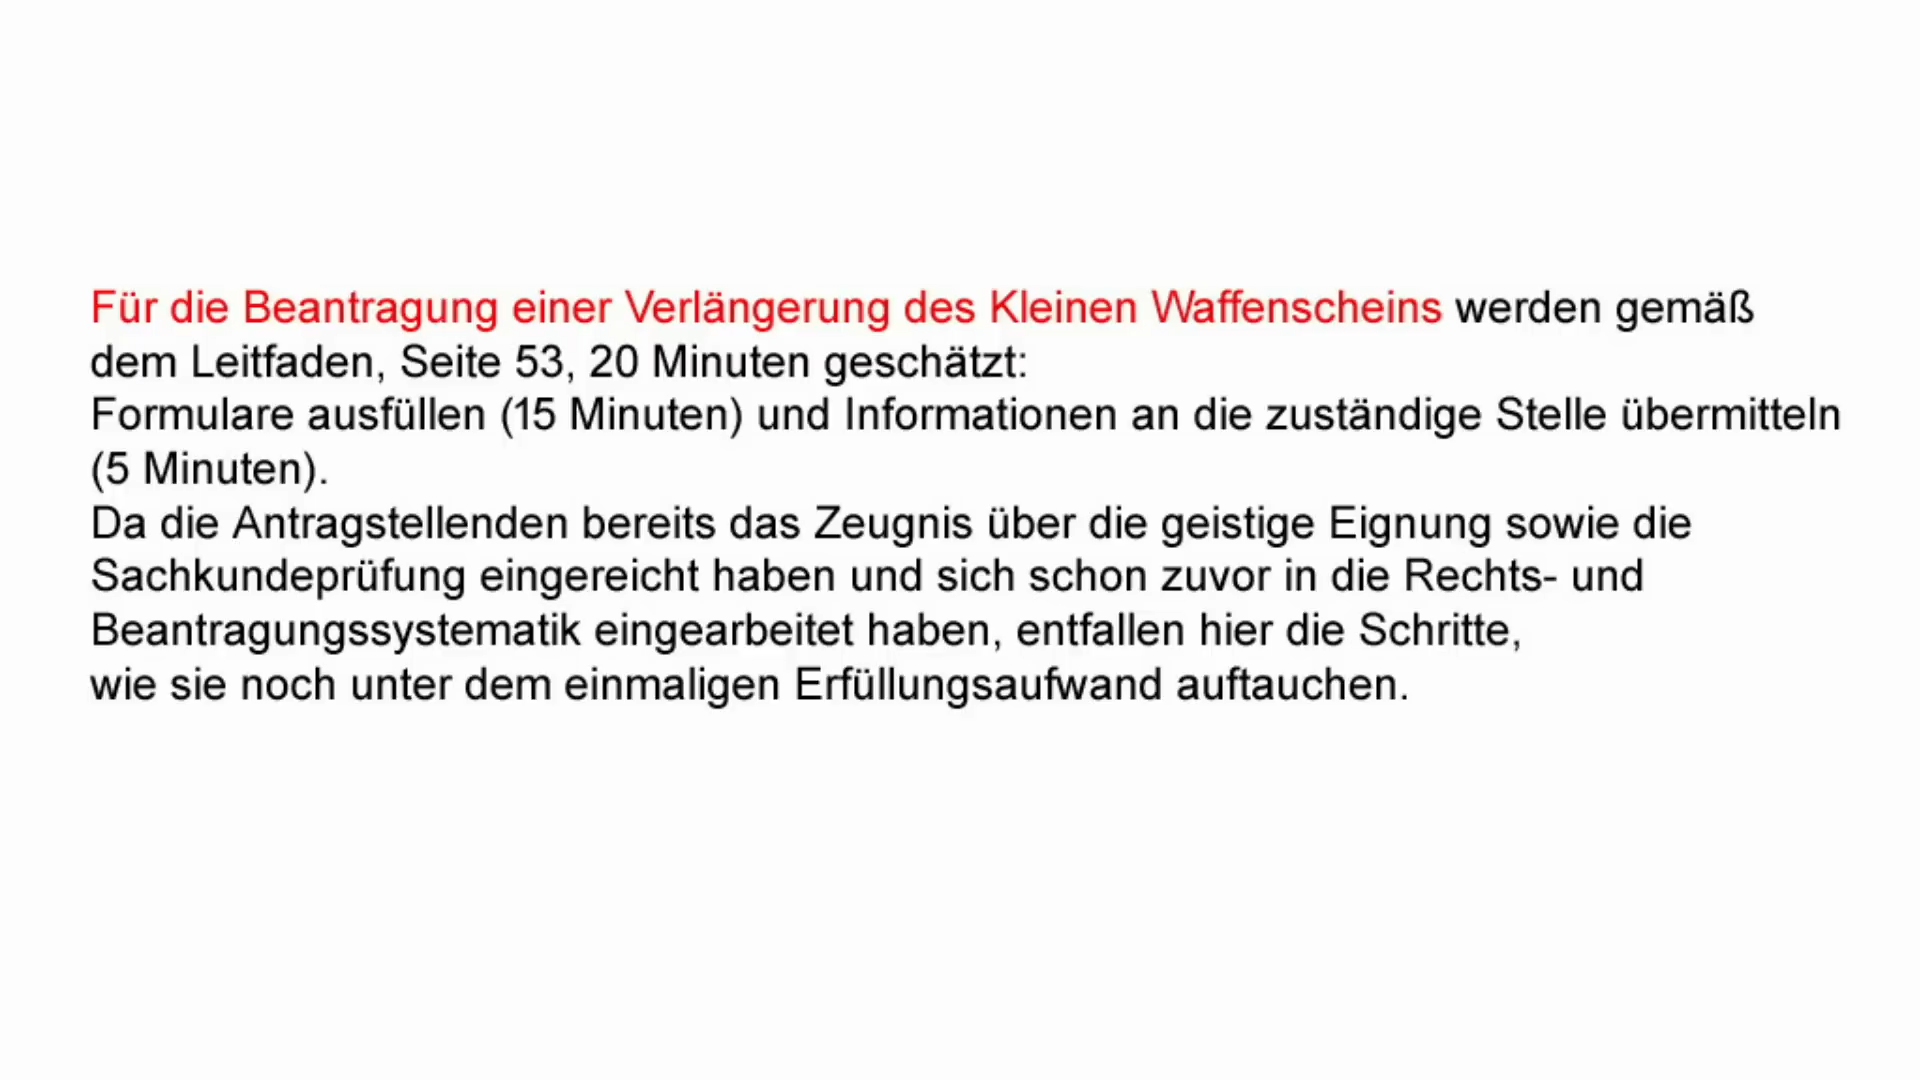 Für die Beantragung einer Verlängerung des Kleinen Waffenscheins werden gemäß
dem Leitfaden, Seite 53, 20 Minuten geschätzt:
Formulare ausfüllen (15 Minuten) und Informationen an die zuständige Stelle übermitteln
(5 Minuten).
Da die Antragstellenden bereits das Zeugnis über die geistige Eignung sowie die
Sachkundeprüfung eingereicht haben und sich schon zuvor in die Rechts- und
Beantragungssystematik eingearbeitet haben, entfallen hier die Schritte,
wie sie noch unter dem einmaligen Erfüllungsaufwand auftauchen.